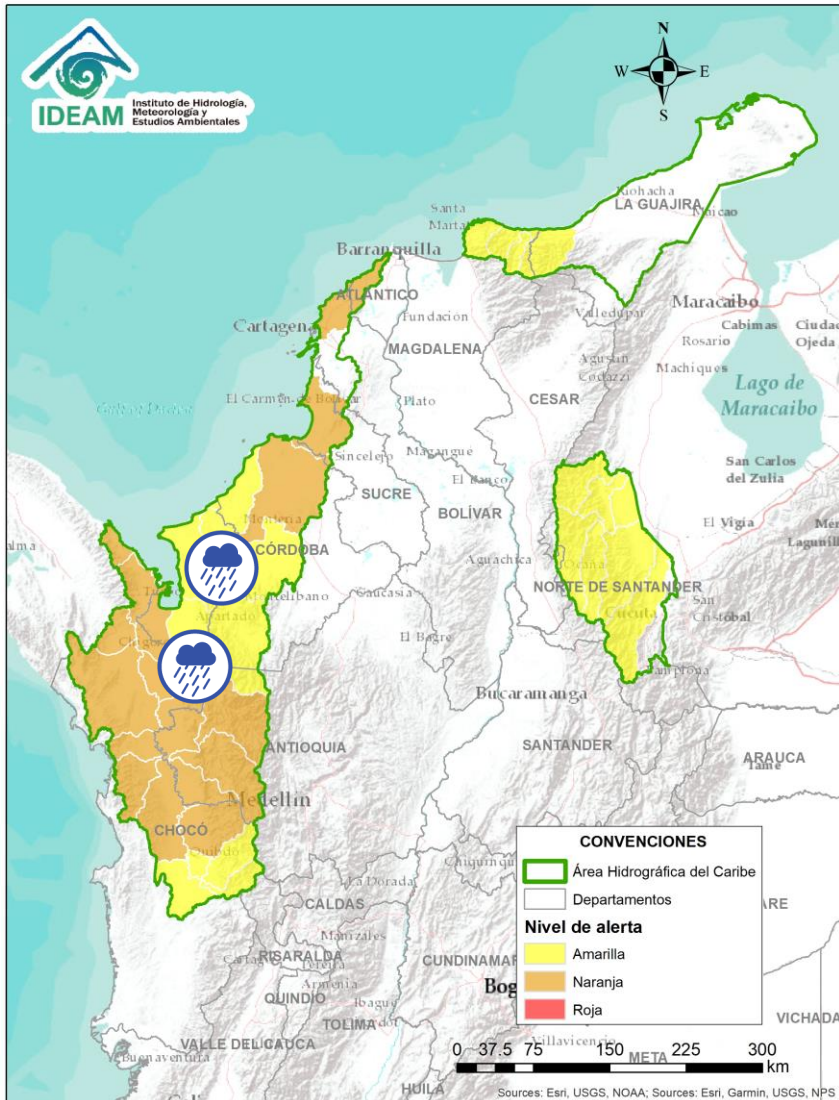 IDEAM
Instituto de Hidrología,
Meteorología y
Estudios Ambientales
N
W
E
S
Riohacha
LA GUAJIRA
Maicao
Santa
Marta
Barranquilla
ATLÁNTICO
Cartagena
Fundación
Valledupar
Maracaibo
Cabimas
Ciudad
Ojeda
Rosario
Machiques
MAGDALENA
Agustín
Codazzi
CESAR
Lago de
Maracaibo
El Carmen de Bolívar
Plato
San Carlos
del Zulia
Sincelejo
Magangué
El Banco
SUCRE
BOLÍVAR
El Vigía
Montería
CÓRDOBA
Aguachica
Ocaña
NORTE DE SANTANDER
Montelibano
Caucasia
Cúcuta
San
Cristóbal
Apartadó
El Bagre
Pamplona
Bucaramanga
SANTANDER
ANTIOQUIA
ARAUCA
Tame
Medellín
CHOCÓ
Quibdó
La Dorada
CALDAS
Manizales
RISARALDA
Pereira
Armenia
QUINDÍO
Ibague
TOLIMA
VALLE DEL CAUCA
Buenaventura
HUILA
Villavicencio
META
VICHADA
CONVENCIONES
Área Hidrográfica del Caribe
Departamentos
Nivel de alerta
Amarilla
Naranja
Roja
0 37.5 75 150 225 300
km
Sources: Esri, USGS, NOAA; Sources: Esri, Garmin, USGS, NPS